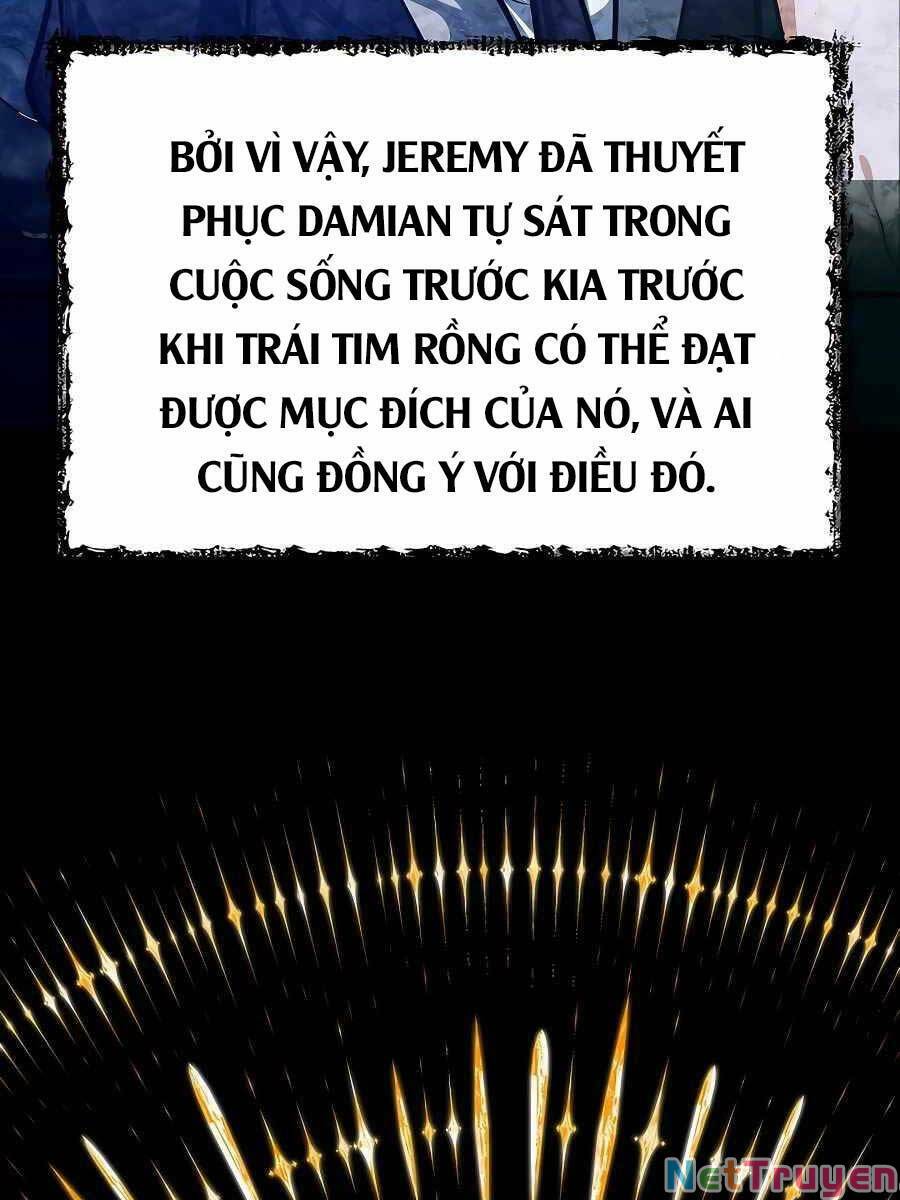 BỞI VÌ VẬY, JEREMY ĐÃ THUYẾT
PHỤC DAMIAN TỰ SÁT TRONG
CUỘC SỐNG TRƯỚC KIA TRƯỚC
KHI TRÁI TIM RỒNG CÓ THỂ ĐẠT
ĐƯỢC MỤC ĐÍCH CỦA NÓ, VÀ AI
CŨNG ĐỒNG Ý VỚI ĐIỀU ĐÓ.
NetTruyen